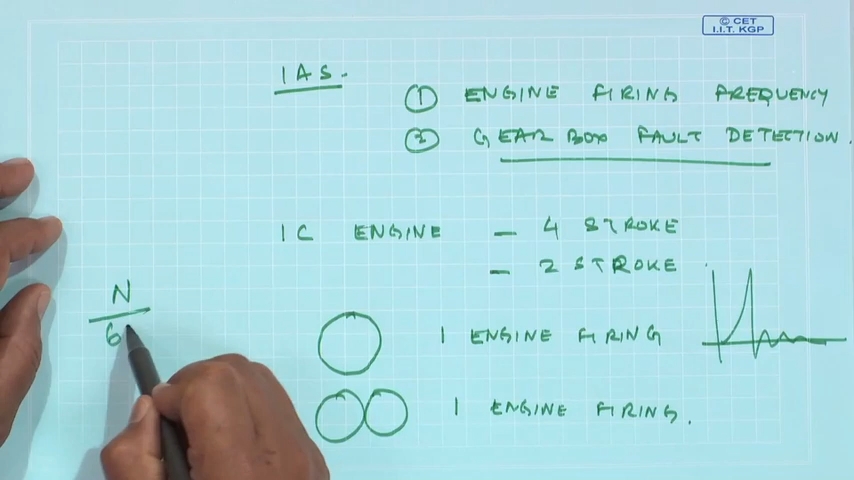 © CET
I.I.T. KGP
IAS.
① ENGINE FIRING FREQUENCY
② GEAR BOX FAULT DETECTION.
IC ENGINE - 4 STROKE
- 2 STROKE
N
6
1 ENGINE FIRING
1 ENGINE FIRING.